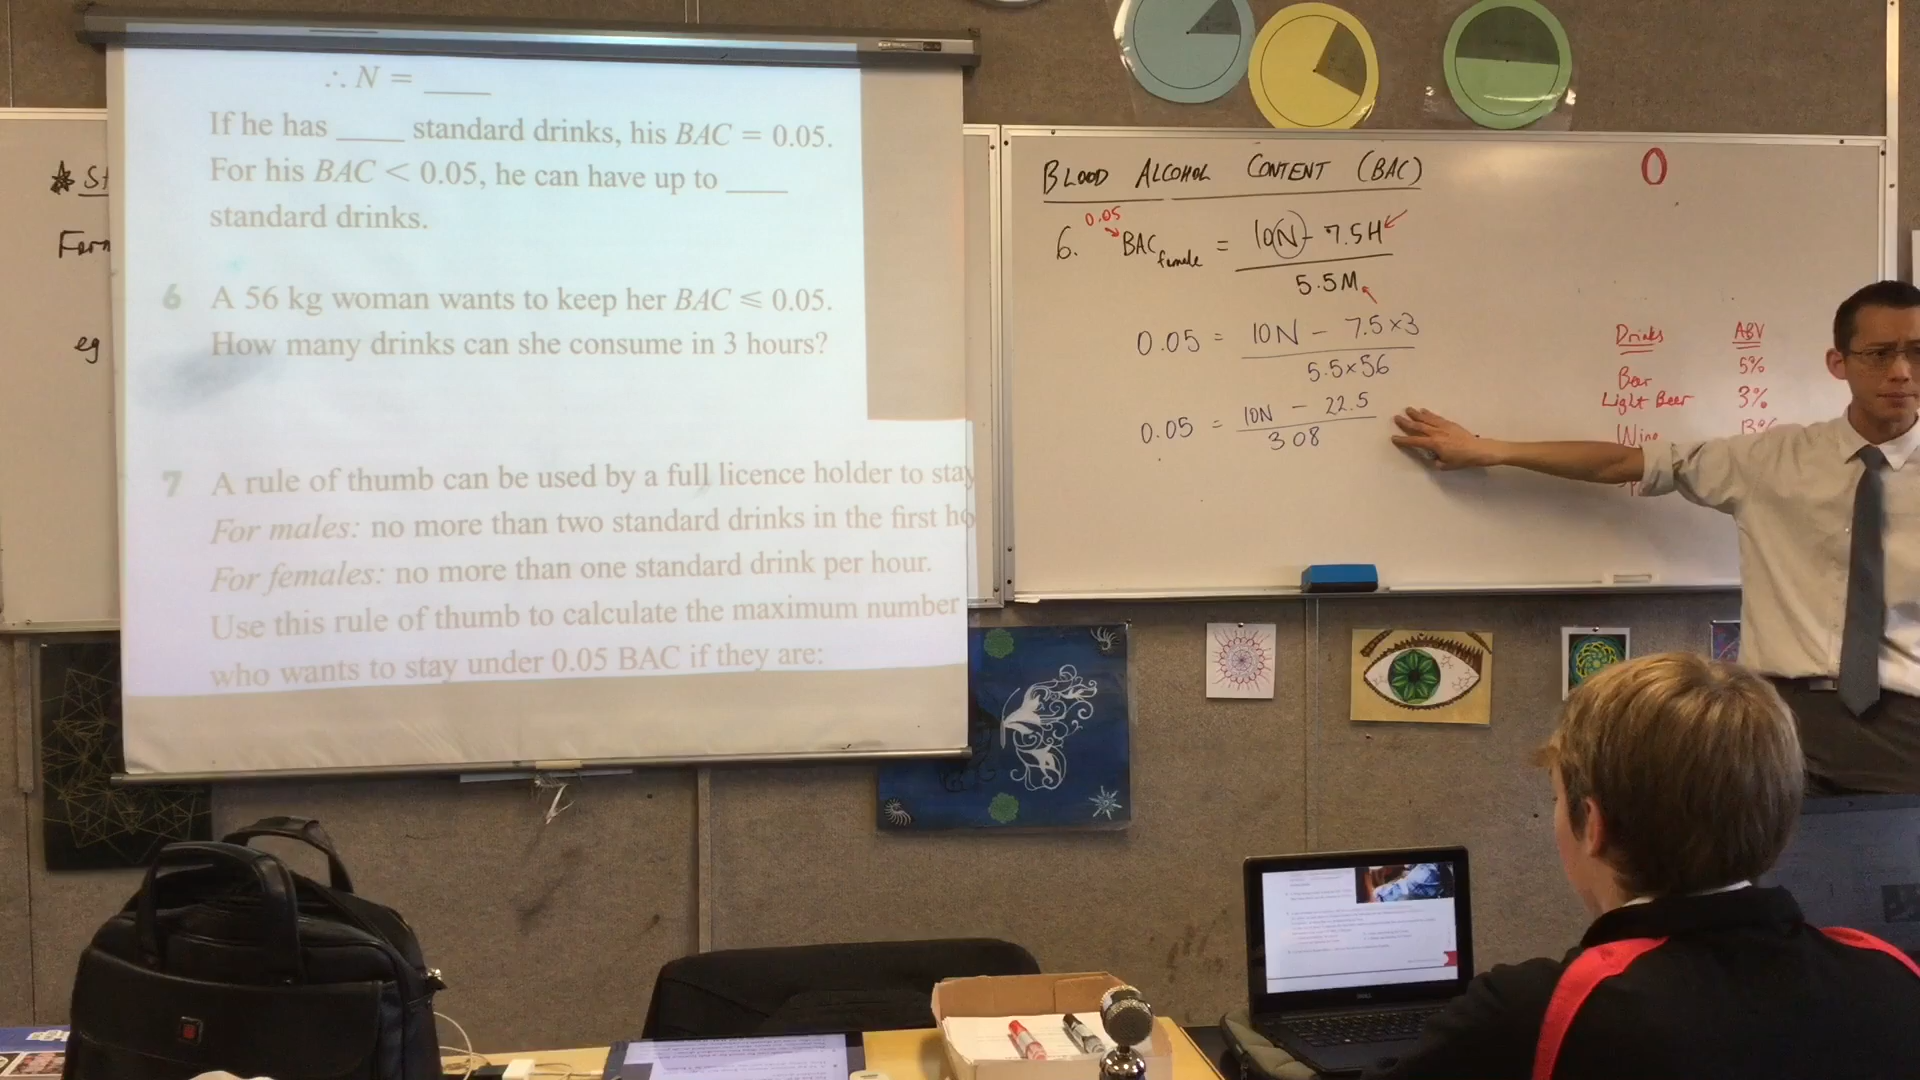 ∴ N = ____
If he has ____ standard drinks, his BAC = 0.05.
For his BAC < 0.05, he can have up to ____
standard drinks.
6 A 56 kg woman wants to keep her BAC ⩽ 0.05.
How many drinks can she consume in 3 hours?
7 A rule of thumb can be used by a full licence holder to stay
For males: no more than two standard drinks in the first ho
For females: no more than one standard drink per hour.
Use this rule of thumb to calculate the maximum number
who wants to stay under 0.05 BAC if they are:
★ St
Form
eg
BLOOD ALCOHOL CONTENT (BAC)
0.05
6. BAC female = 10N - 7.5H
5.5M
0.05 = 10N - 7.5×3
5.5×56
0.05 = 10N - 22.5
308
0
Drinks ABV
Beer 5%
Light Beer 3%
Wine 13%